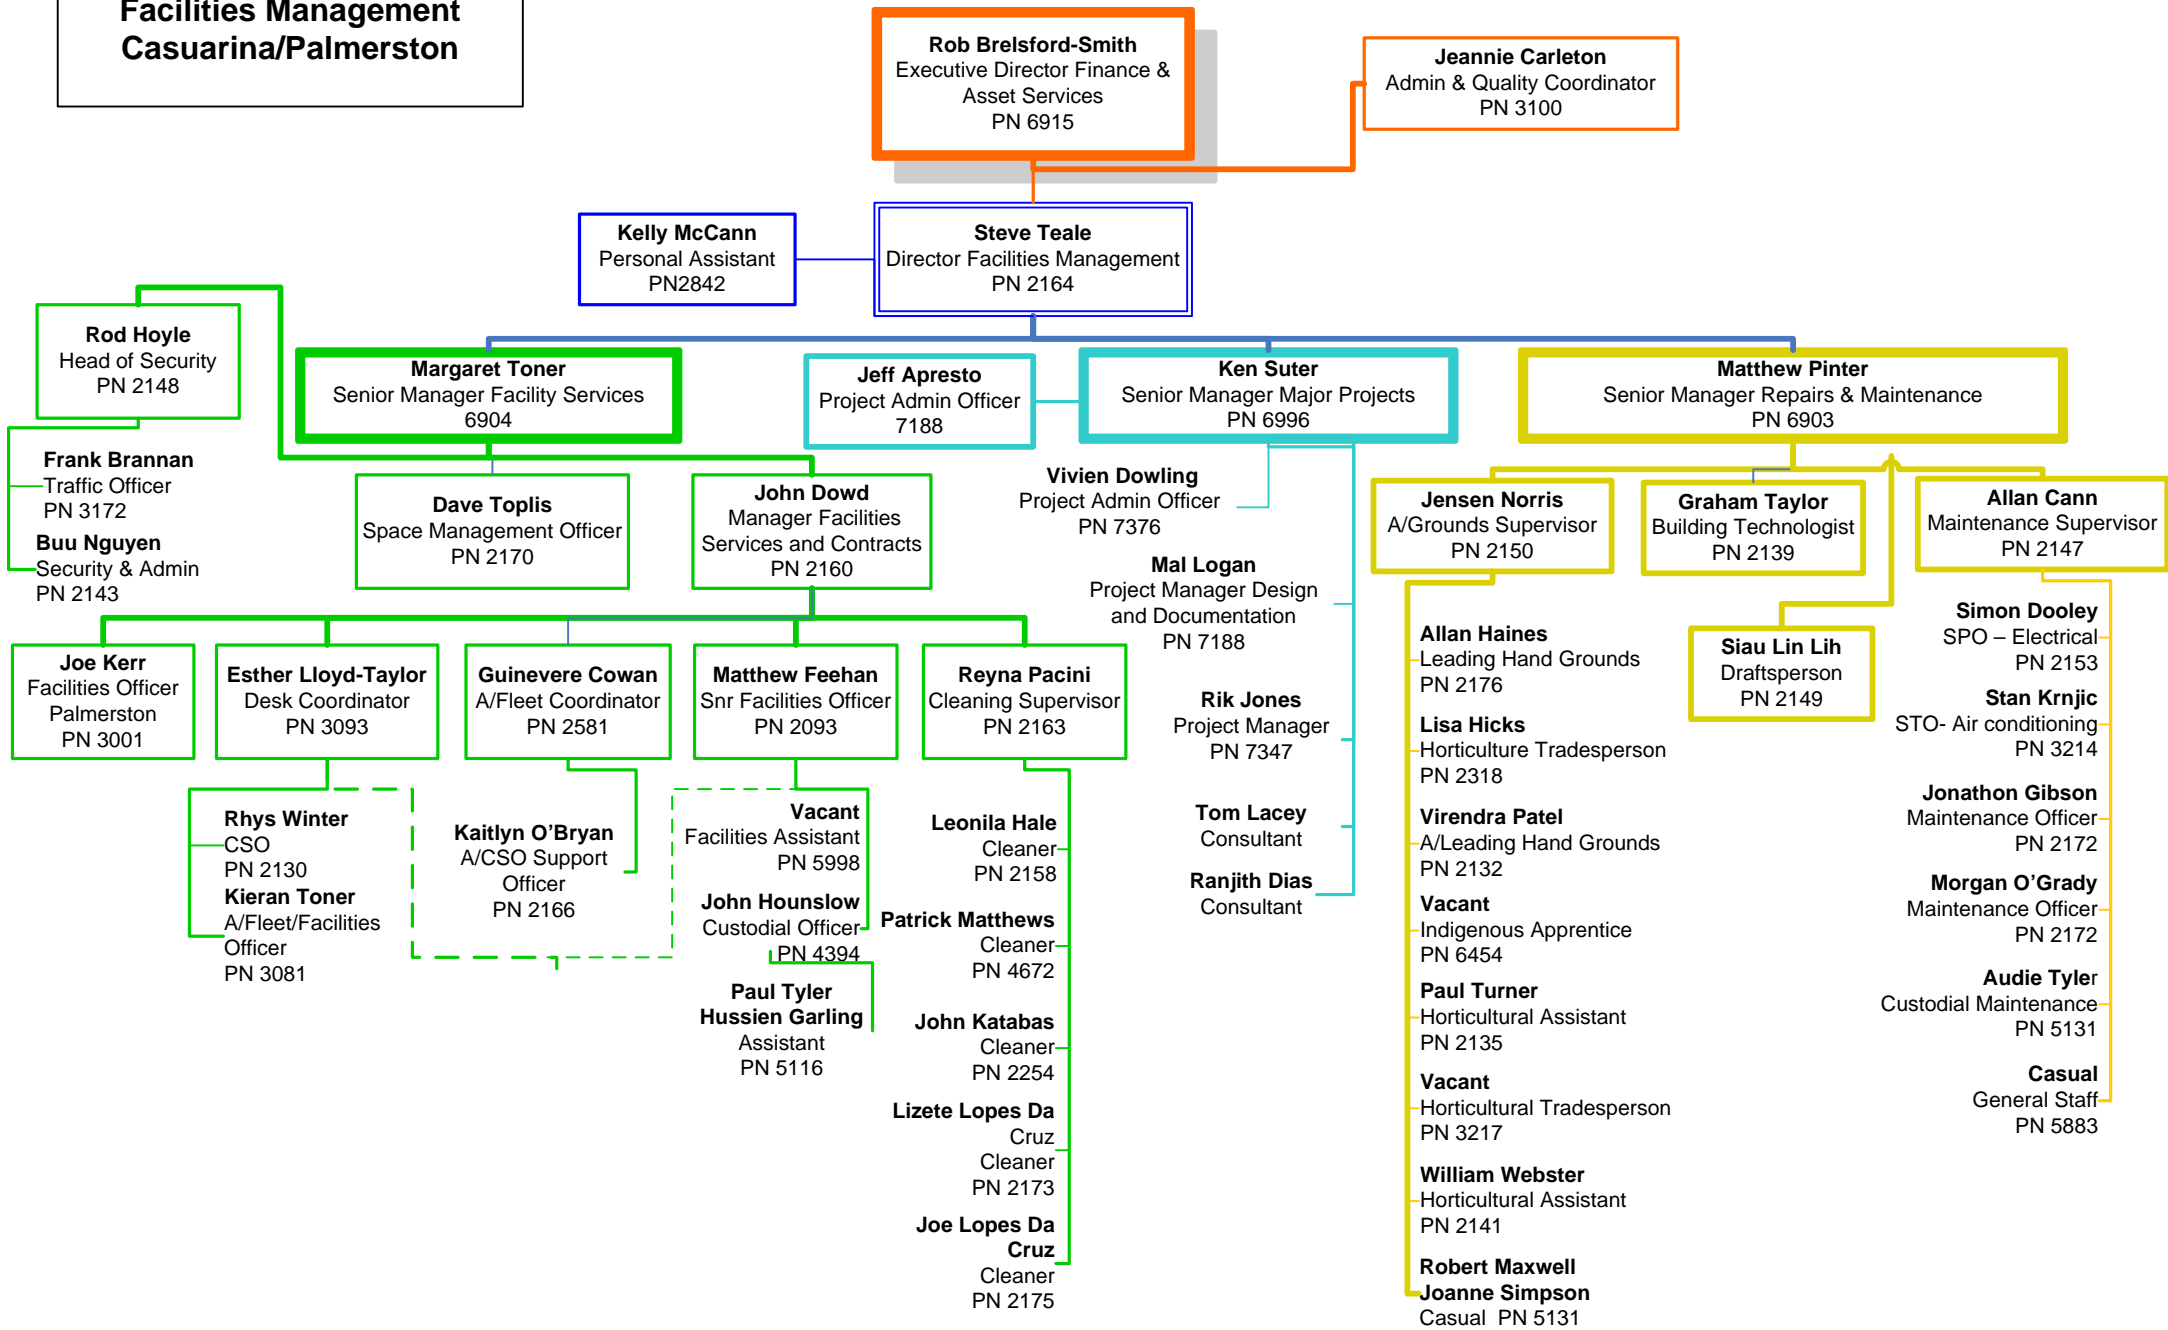 Facilities Management
Casuarina/Palmerston
Rob Brelsford-Smith
Executive Director Finance &
Asset Services
PN 6915
Jeannie Carleton
Admin & Quality Coordinator
PN 3100
Kelly McCann
Personal Assistant
PN2842
Steve Teale
Director Facilities Management
PN 2164
Rod Hoyle
Head of Security
PN 2148
Margaret Toner
Senior Manager Facility Services
6904
Jeff Apresto
Project Admin Officer
7188
Ken Suter
Senior Manager Major Projects
PN 6996
Matthew Pinter
Senior Manager Repairs & Maintenance
PN 6903
Frank Brannan
Traffic Officer
PN 3172
Buu Nguyen
Security & Admin
PN 2143
Dave Toplis
Space Management Officer
PN 2170
John Dowd
Manager Facilities
Services and Contracts
PN 2160
Vivien Dowling
Project Admin Officer
PN 7376
Mal Logan
Project Manager Design
and Documentation
PN 7188
Rik Jones
Project Manager
PN 7347
Tom Lacey
Consultant
Ranjith Dias
Consultant
Jensen Norris
A/Grounds Supervisor
PN 2150
Graham Taylor
Building Technologist
PN 2139
Allan Cann
Maintenance Supervisor
PN 2147
Siau Lin Lih
Draftsperson
PN 2149
Joe Kerr
Facilities Officer
Palmerston
PN 3001
Esther Lloyd-Taylor
Desk Coordinator
PN 3093
Guinevere Cowan
A/Fleet Coordinator
PN 2581
Matthew Feehan
Snr Facilities Officer
PN 2093
Reyna Pacini
Cleaning Supervisor
PN 2163
Rhys Winter
CSO
PN 2130
Kieran Toner
A/Fleet/Facilities
Officer
PN 3081
Kaitlyn O’Bryan
A/CSO Support
Officer
PN 2166
Vacant
Facilities Assistant
PN 5998
John Hounslow
Custodial Officer
PN 4394
Paul Tyler
Hussien Garling
Assistant
PN 5116
Leonila Hale
Cleaner
PN 2158
Patrick Matthews
Cleaner
PN 4672
John Katabas
Cleaner
PN 2254
Lizete Lopes Da
Cruz
Cleaner
PN 2173
Joe Lopes Da
Cruz
Cleaner
PN 2175
Allan Haines
Leading Hand Grounds
PN 2176
Lisa Hicks
Horticulture Tradesperson
PN 2318
Virendra Patel
A/Leading Hand Grounds
PN 2132
Vacant
Indigenous Apprentice
PN 6454
Paul Turner
Horticultural Assistant
PN 2135
Vacant
Horticultural Tradesperson
PN 3217
William Webster
Horticultural Assistant
PN 2141
Robert Maxwell
Joanne Simpson
Casual  PN 5131
Simon Dooley
SPO – Electrical
PN 2153
Stan Krnjic
STO- Air conditioning
PN 3214
Jonathon Gibson
Maintenance Officer
PN 2172
Morgan O’Grady
Maintenance Officer
PN 2172
Audie Tyler
Custodial Maintenance
PN 5131
Casual
General Staff
PN 5883